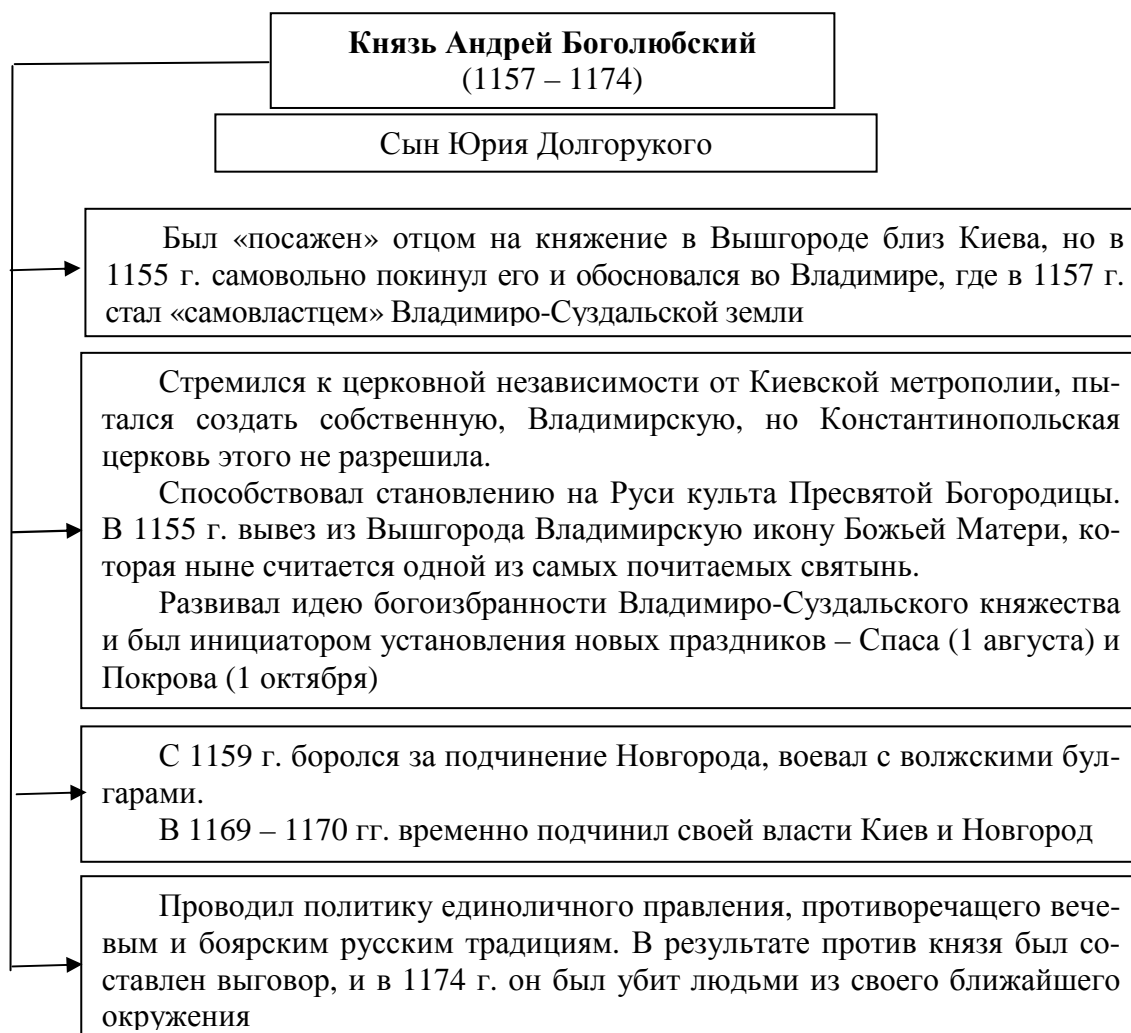 Князь Андрей Боголюбский
(1157 – 1174)
Сын Юрия Долгорукого
Был «посажен» отцом на княжение в Вышгороде близ Киева, но в
1155 г. самовольно покинул его и обосновался во Владимире, где в 1157 г.
стал «самовластцем» Владимиро-Суздальской земли
Стремился к церковной независимости от Киевской метрополии, пы-
тался создать собственную, Владимирскую, но Константинопольская
церковь этого не разрешила.
Способствовал становлению на Руси культа Пресвятой Богородицы.
В 1155 г. вывез из Вышгорода Владимирскую икону Божьей Матери, ко-
торая ныне считается одной из самых почитаемых святынь.
Развивал идею богоизбранности Владимиро-Суздальского княжества
и был инициатором установления новых праздников – Спаса (1 августа) и
Покрова (1 октября)
С 1159 г. боролся за подчинение Новгорода, воевал с волжскими бул-
гарами.
В 1169 – 1170 гг. временно подчинил своей власти Киев и Новгород
Проводил политику единоличного правления, противоречащего вече-
вым и боярским русским традициям. В результате против князя был со-
ставлен выговор, и в 1174 г. он был убит людьми из своего ближайшего
окружения